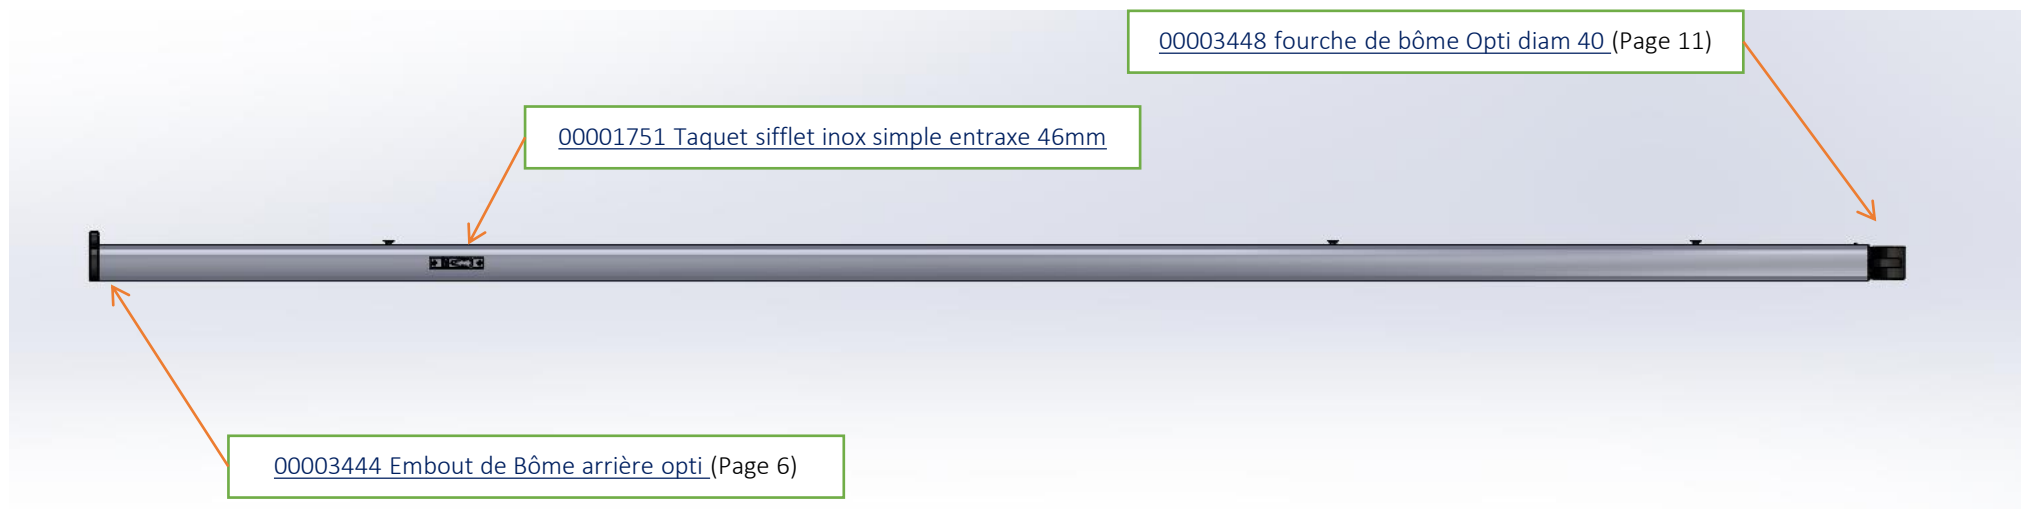 00003448 fourche de bôme Opti diam 40 (Page 11)
00001751 Taquet sifflet inox simple entraxe 46mm
00003444 Embout de Bôme arrière opti (Page 6)